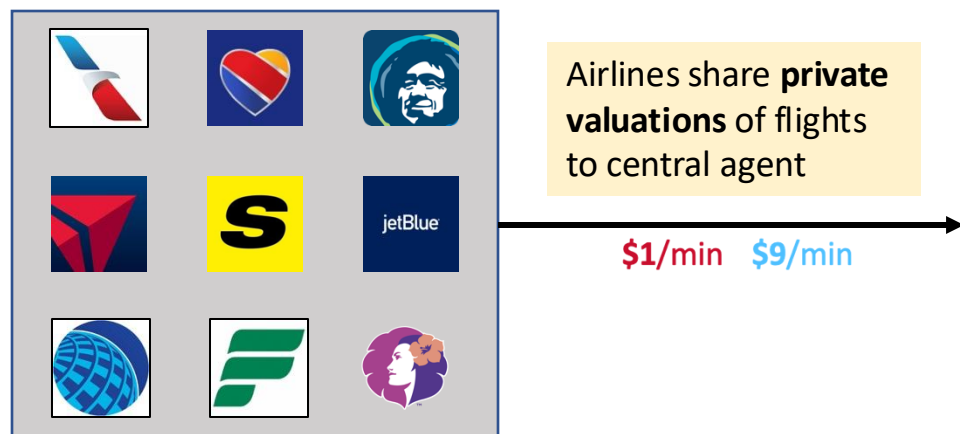 Airlines share private
valuations of flights
to central agent
S
jetBlue
$1/min $9/min